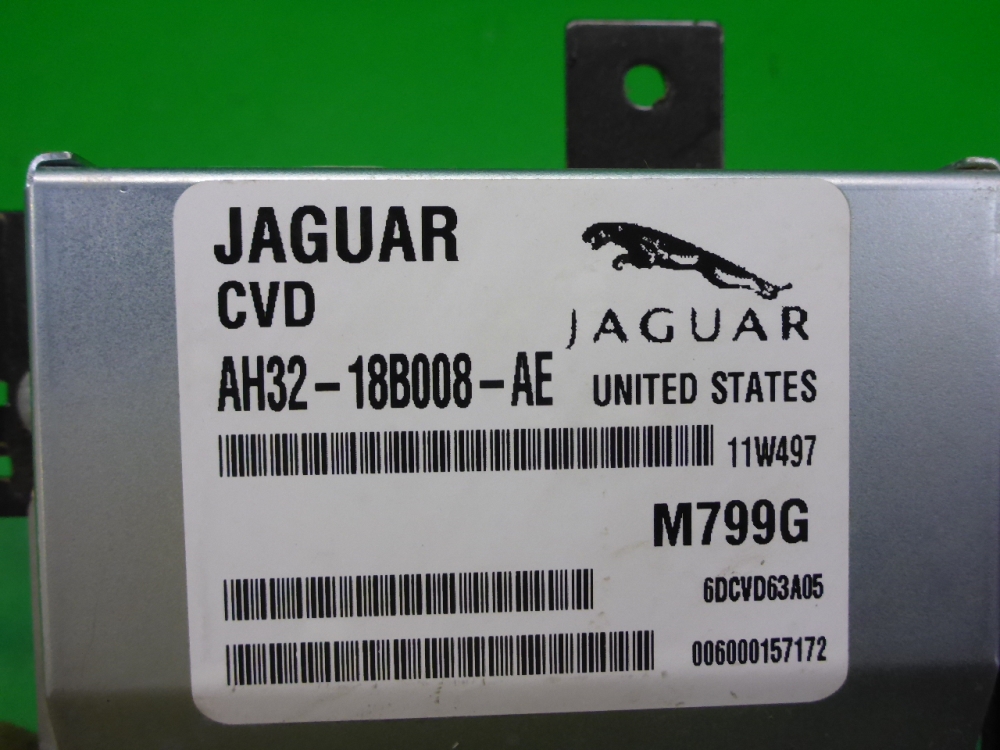 JAGUAR
CVD
JAGUAR
AH32-18B008-AE
UNITED STATES
11W497
M799G
6DCVD63A05
006000157172